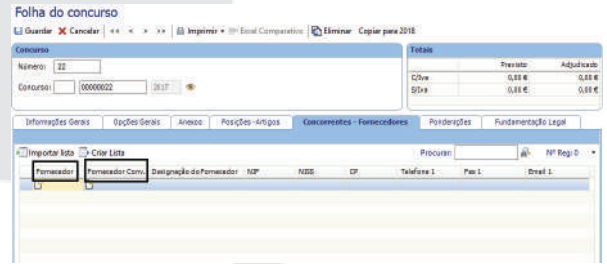 Folha do concurso
Guardar Cancelar << < > >> Imprimir Excel Comparativo Eliminar Copiar para 2018
Concurso
Totais
Número: 22
Previsto Adjudicado
C/Iva 0,00 € 0,00 €
S/Iva 0,00 € 0,00 €
Concurso: 00000022 2017
Informações Gerais Opções Gerais Anexos Posições-Artigos Concorrentes - Fornecedores Ponderações Fundamentação Legal
Importar lista Criar Lista Procurar: Nº Reg: 0
Fornecedor Fornecedor Conv. Designação do Fornecedor NIF NISS CP Telefone 1 Fax 1 Email 1